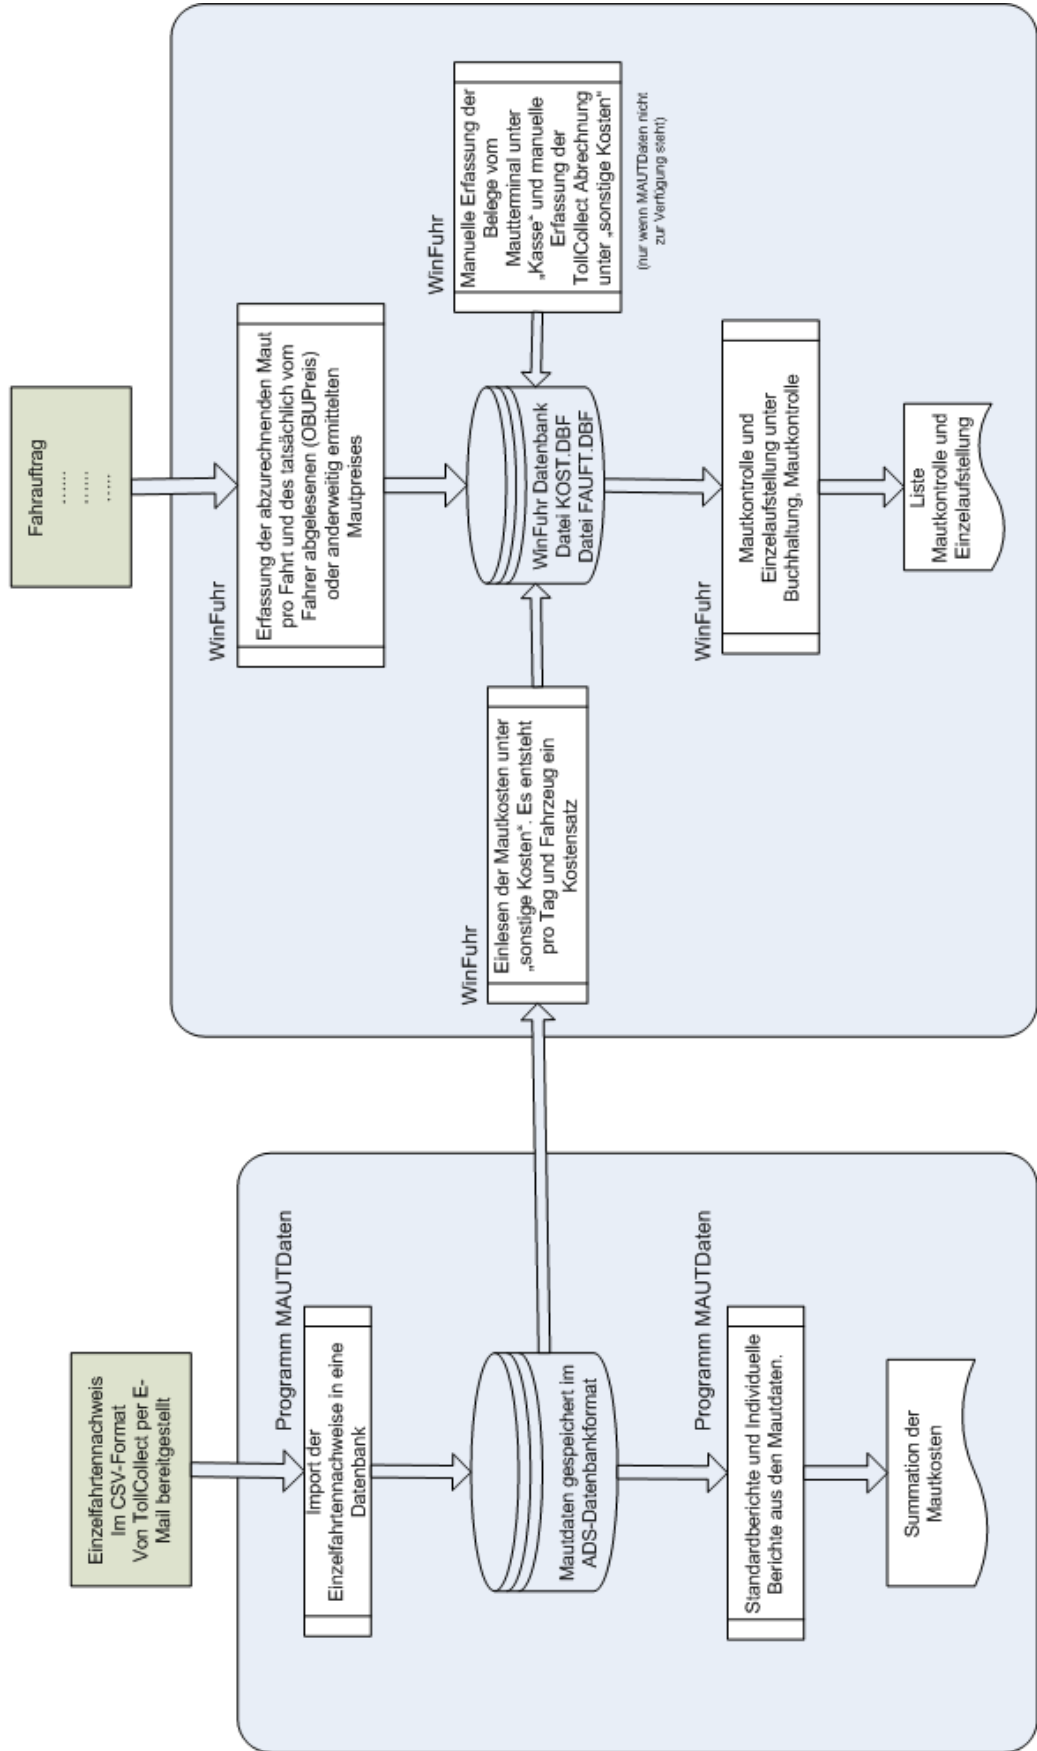 Einzelfahrtennachweis
Im CSV-Format
Von TollCollect per E-
Mail bereitgestellt
Programm MAUTDaten
Import der
Einzelfahrtennachweise in eine
Datenbank
Mautdaten gespeichert im
ADS-Datenbankformat
Programm MAUTDaten
Standardberichte und Individuelle
Berichte aus den Mautdaten.
Summation der
Mautkosten
Fahrauftrag
......
......
.....
WinFuhr
Erfassung der abzurechnenden Maut
pro Fahrt und des tatsächlich vom
Fahrer abgelesenen (OBUPreis)
oder anderweitig ermittelten
Mautpreises
WinFuhr
Einlesen der Mautkosten unter
„sonstige Kosten“. Es entsteht
pro Tag und Fahrzeug ein
Kostensatz
WinFuhr Datenbank
Datei KOST.DBF
Datei FAUFT.DBF
WinFuhr
Manuelle Erfassung der
Belege vom
Mautterminal unter
„Kasse“ und manuelle
Erfassung der
TollCollect Abrechnung
unter „sonstige Kosten“
(nur wenn MAUTDaten nicht
zur Verfügung steht)
WinFuhr
Mautkontrolle und
Einzelaufstellung unter
Buchhaltung, Mautkontrolle
Liste
Mautkontrolle und
Einzelaufstellung